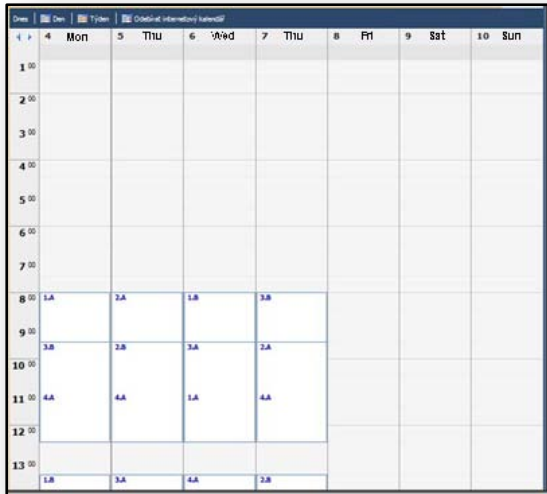 Dnes Den Týden Odebírat internetový kalendář
4 Mon 5 Thu 6 Wed 7 Thu 8 Fri 9 Sat 10 Sun
1 00
2 00
3 00
4 00
5 00
6 00
7 00
8 00 1.A 2.A 1.B 3.B
9 00
3.B 2.B 3.A 2.A
10 00
11 00 4.A 4.A 1.A 4.A
12 00
13 00
1.B 3.A 4.A 2.B